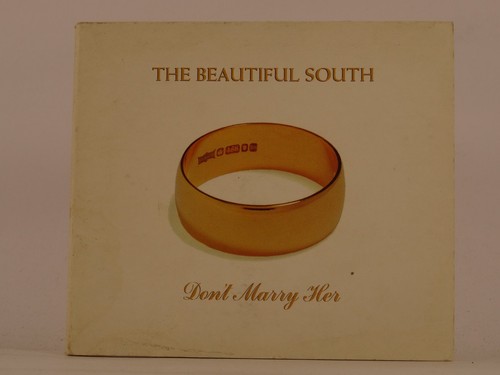 THE BEAUTIFUL SOUTH
Don't Marry Her